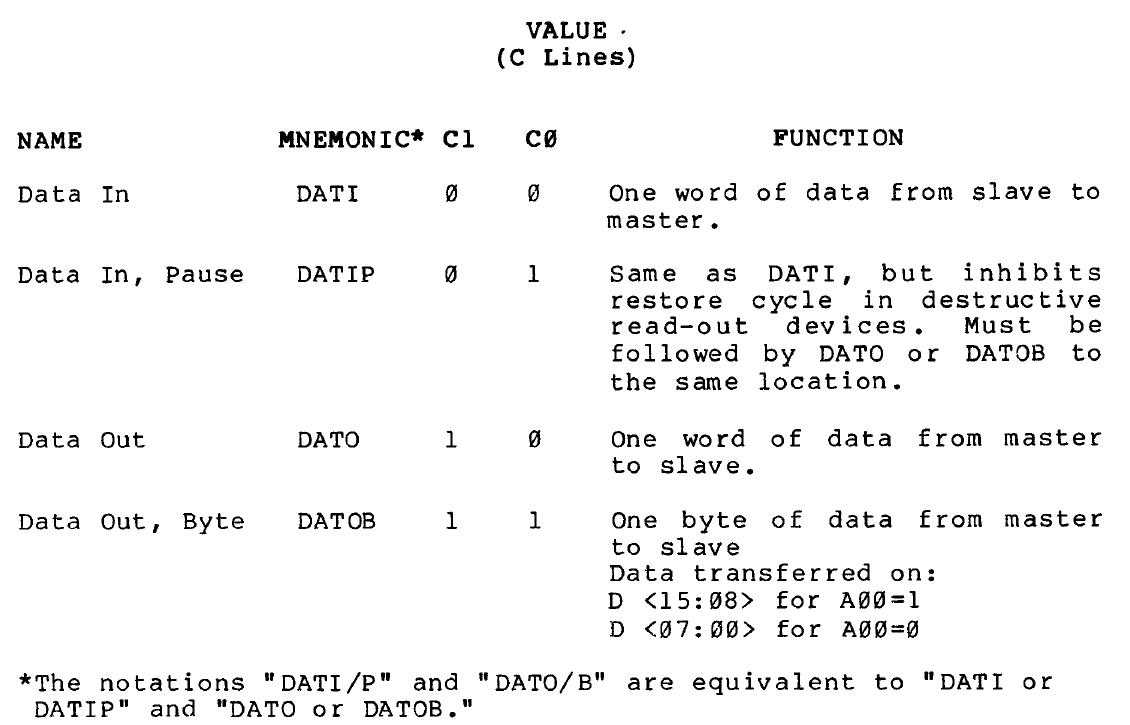 VALUE
(C Lines)
NAME MNEMONIC* C1 CØ FUNCTION
Data In DATI Ø Ø One word of data from slave to
master.
Data In, Pause DATIP Ø 1 Same as DATI, but inhibits
restore cycle in destructive
read-out devices. Must be
followed by DATO or DATOB to
the same location.
Data Out DATO 1 Ø One word of data from master
to slave.
Data Out, Byte DATOB 1 1 One byte of data from master
to slave
Data transferred on:
D <15:Ø8> for AØØ=1
D <Ø7:ØØ> for AØØ=Ø
*The notations "DATI/P" and "DATO/B" are equivalent to "DATI or
DATIP" and "DATO or DATOB."